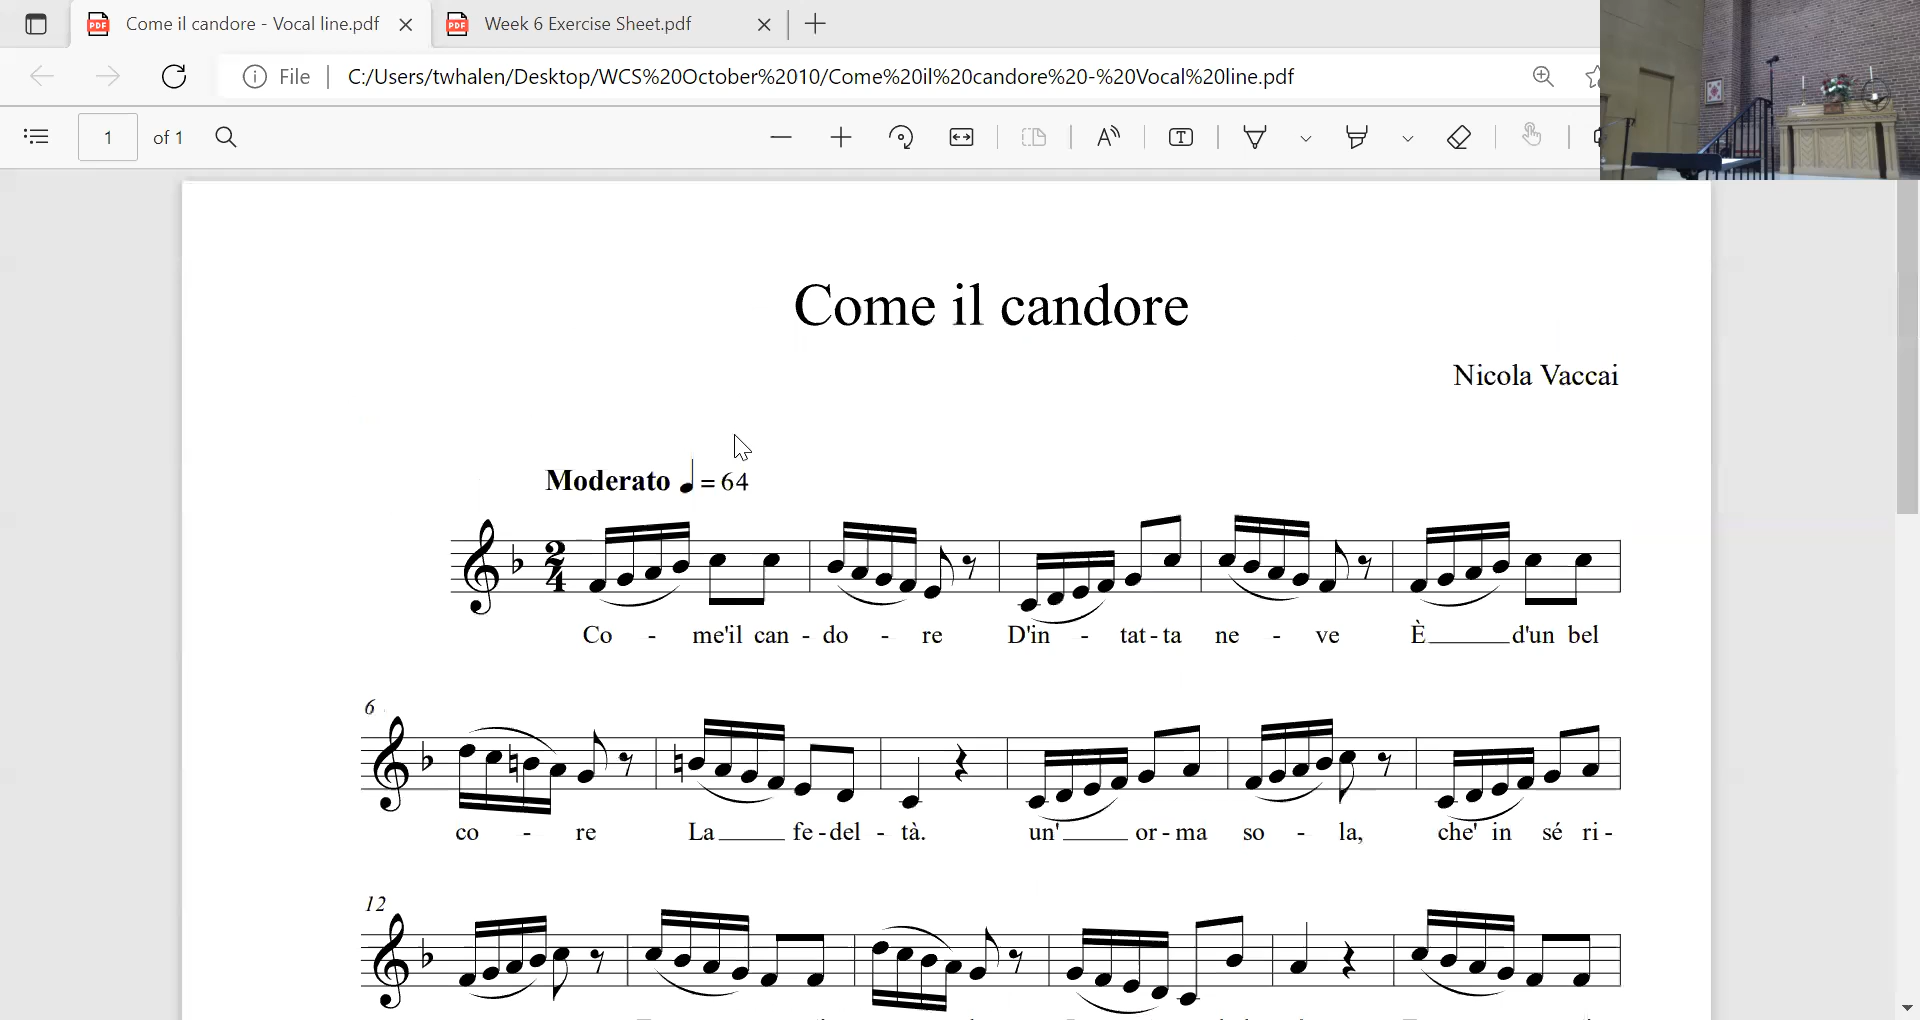 Come il candore - Vocal line.pdf
Week 6 Exercise Sheet.pdf
File
C:/Users/twhalen/Desktop/WCS%20October%2010/Come%20il%20candore%20-%20Vocal%20line.pdf
1 of 1
Come il candore
Nicola Vaccai
Moderato ♩ = 64
2
4
Co - me'il can - do - re D'in - tat - ta ne - ve È d'un bel
6
co - re La fe - del - tà. un' or - ma so - la, che' in sé ri -
12